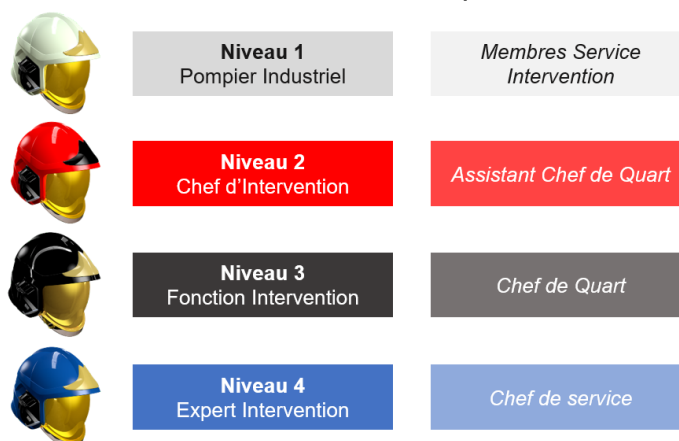 Niveau 1
Pompier Industriel
Membres Service
Intervention
Niveau 2
Chef d'Intervention
Assistant Chef de Quart
Niveau 3
Fonction Intervention
Chef de Quart
Niveau 4
Expert Intervention
Chef de service